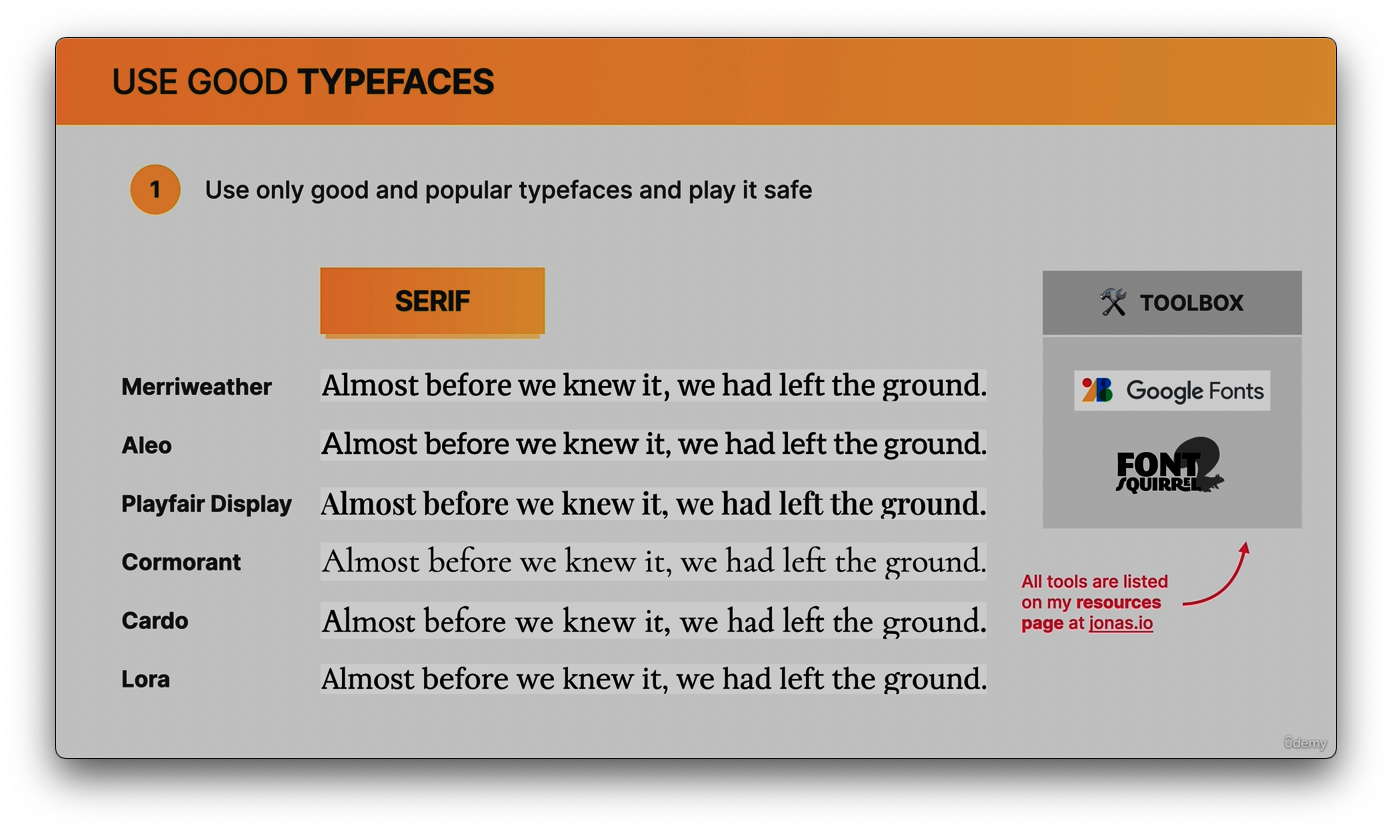 USE GOOD TYPEFACES
1
Use only good and popular typefaces and play it safe
SERIF
Merriweather
Almost before we knew it, we had left the ground.
Aleo
Almost before we knew it, we had left the ground.
Playfair Display
Almost before we knew it, we had left the ground.
Cormorant
Almost before we knew it, we had left the ground.
Cardo
Almost before we knew it, we had left the ground.
Lora
Almost before we knew it, we had left the ground.
TOOLBOX
Google Fonts
FONT
SQUIRREL
All tools are listed
on my resources
page at jonas.io
ûdemy